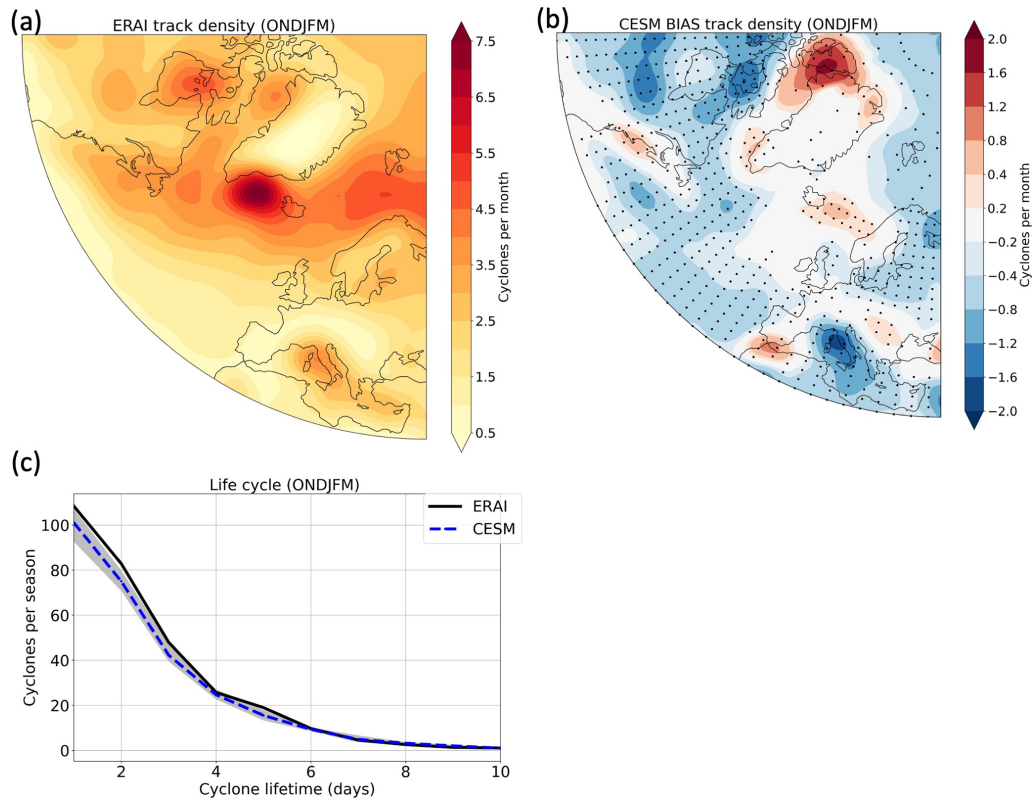 (a)
ERAI track density (ONDJFM)
7.5
6.5
5.5
4.5
3.5
2.5
1.5
0.5
Cyclones per month
(b)
CESM BIAS track density (ONDJFM)
2.0
1.6
1.2
0.8
0.4
0.2
−0.2
−0.4
−0.8
−1.2
−1.6
−2.0
Cyclones per month
(c)
Life cycle (ONDJFM)
ERAI
CESM
100
80
60
40
20
0
Cyclones per season
2
4
6
8
10
Cyclone lifetime (days)